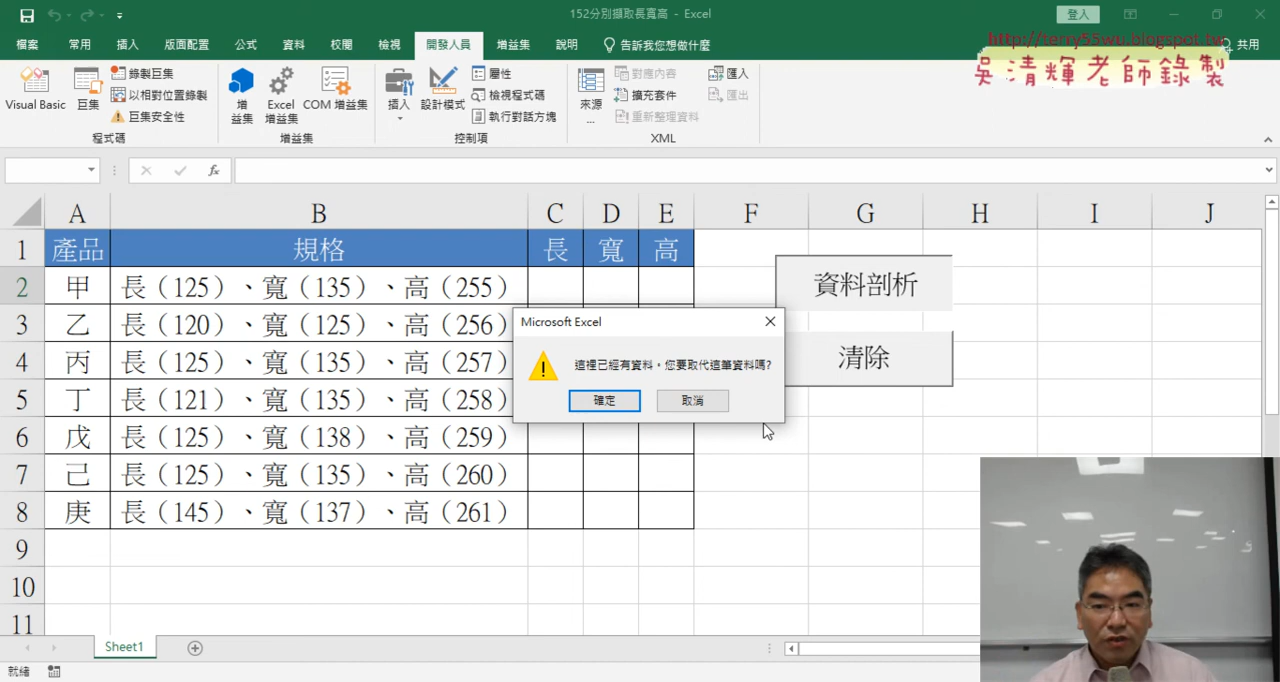 152分別擷取長寬高 - Excel
登入
檔案 常用 插入 版面配置 公式 資料 校閱 檢視 開發人員 增益集 說明 告訴我您想做什麼 共用
http://terry55wu.blogspot.tw
吳清輝老師錄製
Visual Basic 巨集 錄製巨集 以相對位置錄製 巨集安全性
增益集 Excel 增益集 COM 增益集
插入 設計模式 屬性 檢視程式碼 執行對話方塊
來源... 對應內容 擴充套件 重新整理資料 匯入 匯出
程式碼 增益集 控制項 XML
fx
A B C D E F G H I J
1 產品 規格 長 寬 高
2 甲 長（125）、寬（135）、高（255）
3 乙 長（120）、寬（125）、高（256）
4 丙 長（125）、寬（135）、高（257）
5 丁 長（121）、寬（135）、高（258）
6 戊 長（125）、寬（138）、高（259）
7 己 長（125）、寬（135）、高（260）
8 庚 長（145）、寬（137）、高（261）
9
10
11
資料剖析
清除
Microsoft Excel
這裡已經有資料。您要取代這筆資料嗎?
確定 取消
Sheet1
就緒